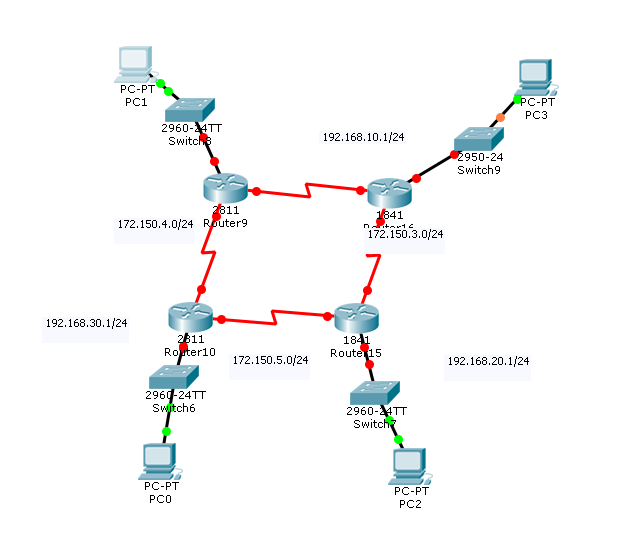 PC-PT
PC1
2960-24TT
Switch8
192.168.10.1/24
PC-PT
PC3
2950-24
Switch9
2811
Router9
1841
172.150.4.0/24
172.150.3.0/24
192.168.30.1/24
2811
Router10
1841
Router15
172.150.5.0/24
192.168.20.1/24
2960-24TT
Switch6
2960-24TT
Switch7
PC-PT
PC0
PC-PT
PC2